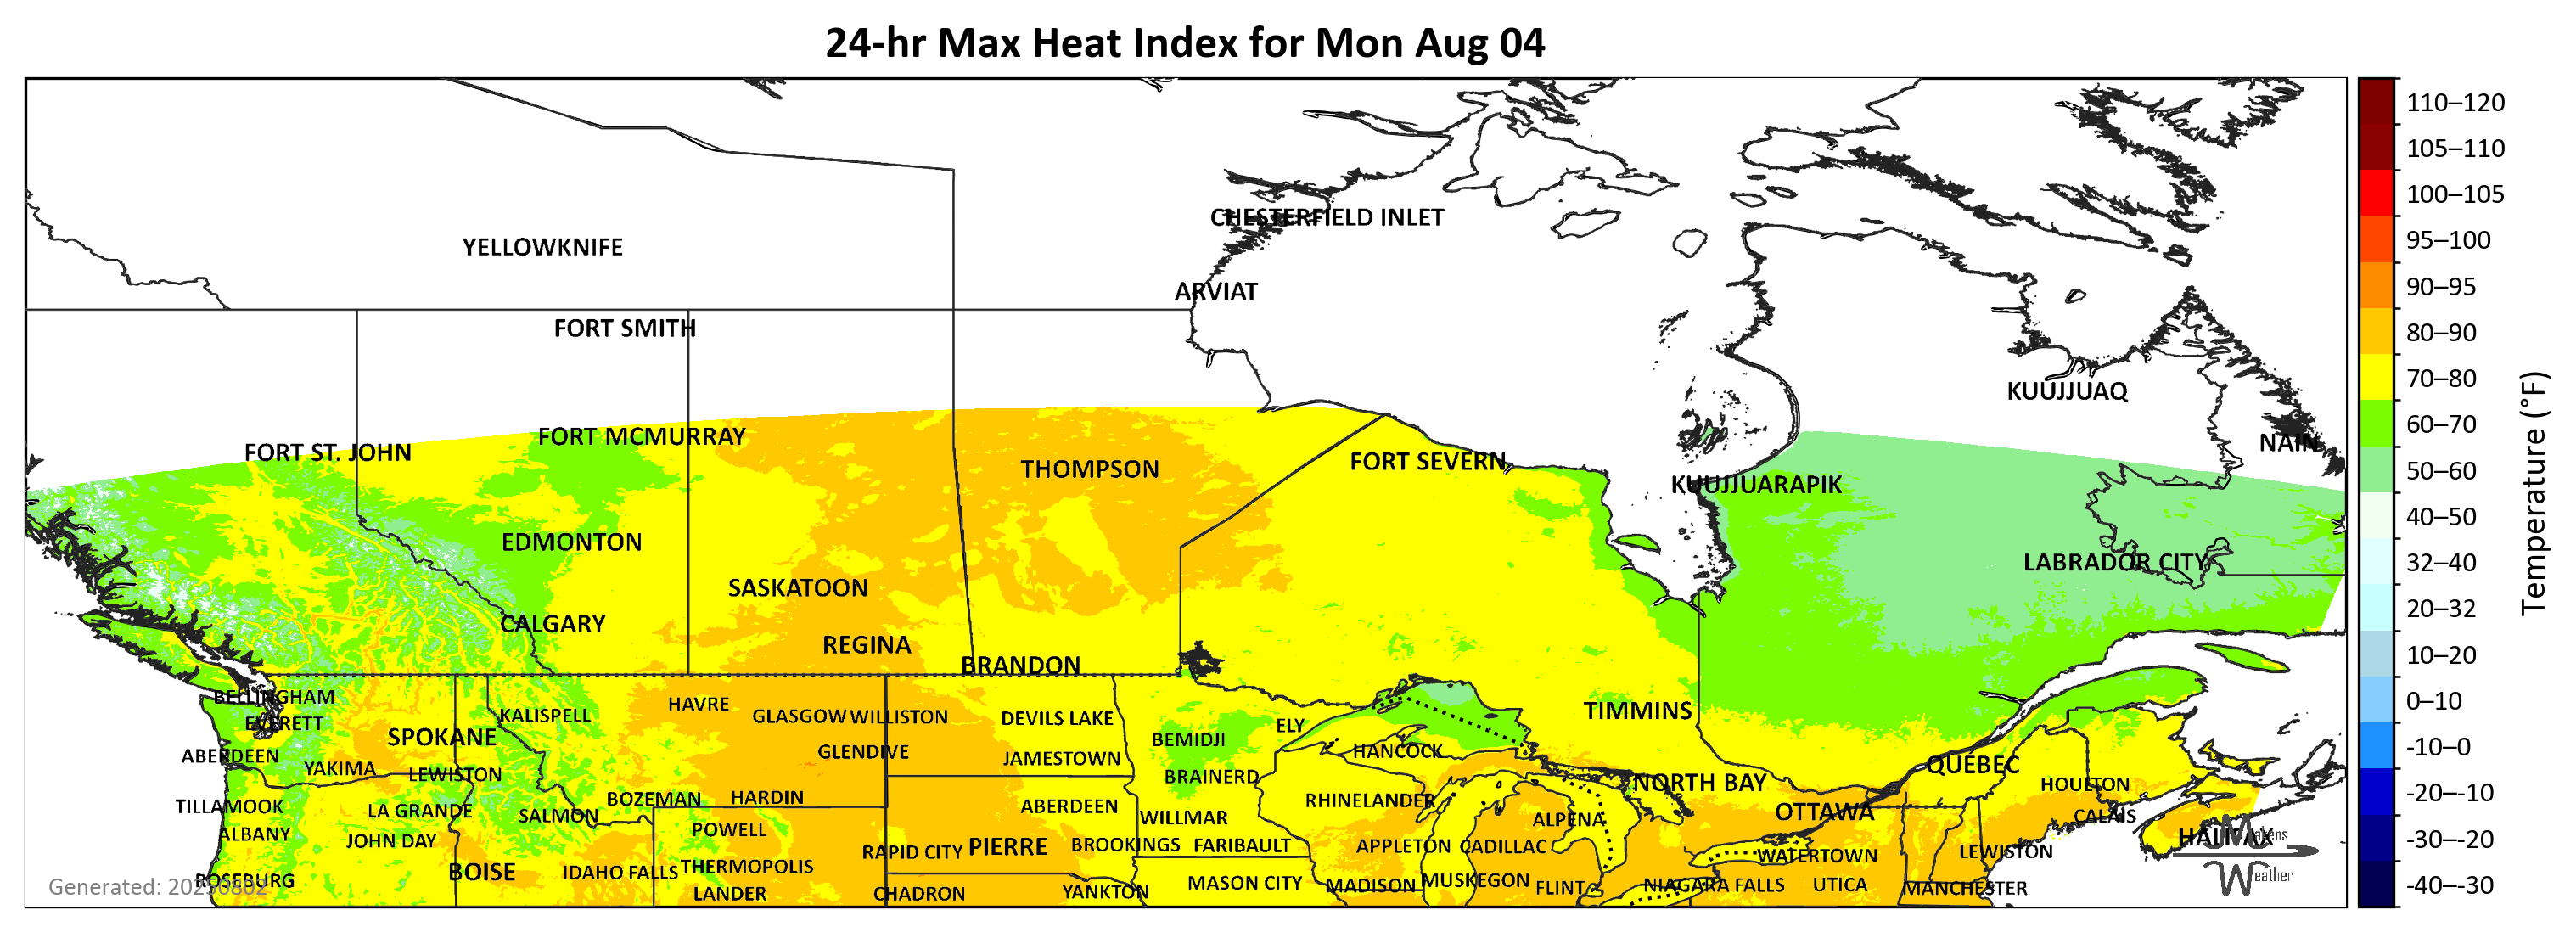 24-hr Max Heat Index for Mon Aug 04
CHESTERFIELD INLET
YELLOWKNIFE
ARVIAT
FORT SMITH
KUUJJUAQ
FORT MCMURRAY
NAIN
FORT ST. JOHN
FORT SEVERN
THOMPSON
KUUJJUARAPIK
EDMONTON
LABRADOR CITY
SASKATOON
CALGARY
REGINA
BRANDON
BELLINGHAM
HAVRE
TIMMINS
KALISPELL
GLASGOW WILLISTON
DEVILS LAKE
EVERETT
ELY
SPOKANE
BEMIDJI
GLENDIVE
HANCOCK
ABERDEEN
JAMESTOWN
QUÉBEC
YAKIMA
LEWISTON
BRAINERD
NORTH BAY
HOULTON
BOZEMAN
HARDIN
RHINELANDER
TILLAMOOK
LA GRANDE
SALMON
ABERDEEN
WILLMAR
ALPENA
OTTAWA
CALAIS
ALBANY
JOHN DAY
POWELL
HALIFAX
RAPID CITY
PIERRE
BROOKINGS
FARIBAULT
APPLETON
CADILLAC
WATERTOWN
LEWISTON
BOISE
IDAHO FALLS
THERMOPOLIS
ROSEBURG
LANDER
CHADRON
YANKTON
MASON CITY
MADISON
MUSKEGON
FLINT
NIAGARA FALLS
UTICA
MANCHESTER
Generated: 20250802
Makens
Weather
110–120
105–110
100–105
95–100
90–95
80–90
70–80
60–70
50–60
40–50
32–40
20–32
10–20
0–10
-10–0
-20–-10
-30–-20
-40–-30
Temperature (°F)